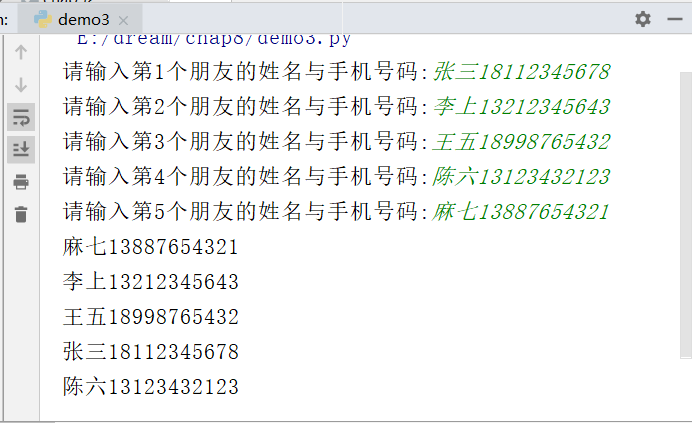 n:
demo3
E:/dream/chap8/demo3.py
请输入第1个朋友的姓名与手机号码:张三18112345678
请输入第2个朋友的姓名与手机号码:李上13212345643
请输入第3个朋友的姓名与手机号码:王五18998765432
请输入第4个朋友的姓名与手机号码:陈六13123432123
请输入第5个朋友的姓名与手机号码:麻七13887654321
麻七13887654321
李上13212345643
王五18998765432
张三18112345678
陈六13123432123